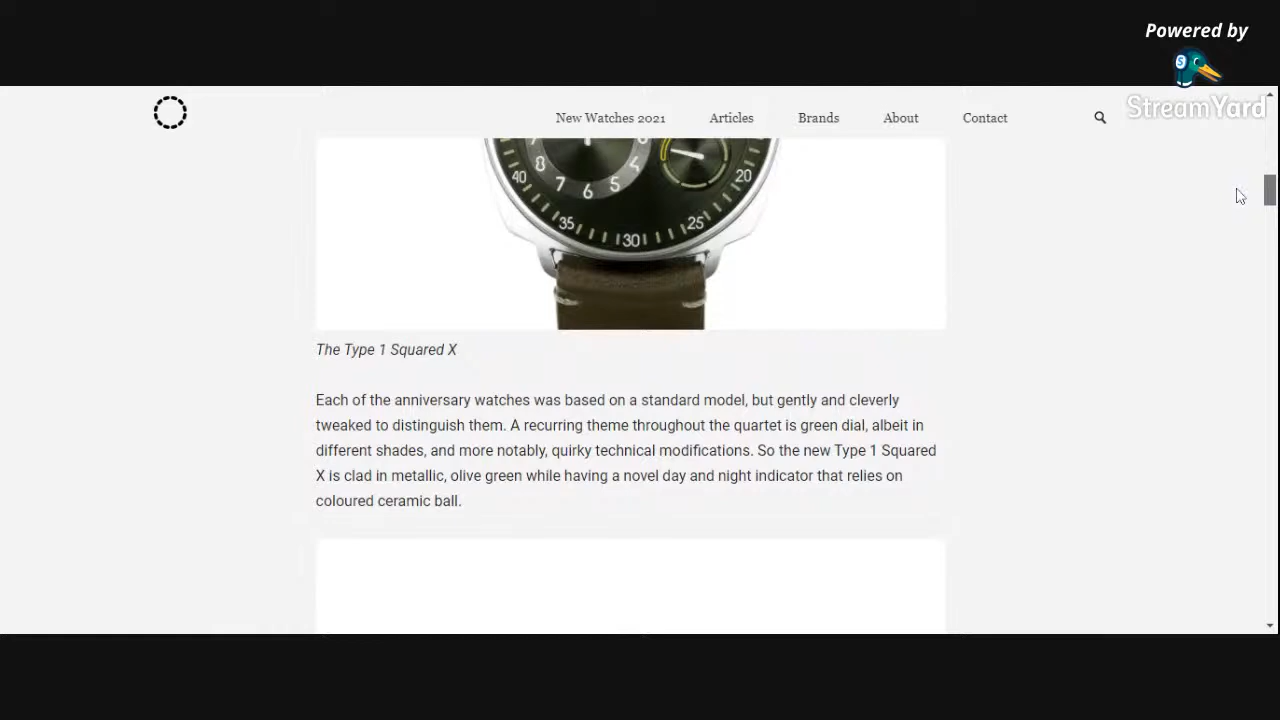 Powered by
StreamYard
New Watches 2021 Articles Brands About Contact
8 7 6 5 4
40 35 30 25 20
The Type 1 Squared X
Each of the anniversary watches was based on a standard model, but gently and cleverly
tweaked to distinguish them. A recurring theme throughout the quartet is green dial, albeit in
different shades, and more notably, quirky technical modifications. So the new Type 1 Squared
X is clad in metallic, olive green while having a novel day and night indicator that relies on
coloured ceramic ball.